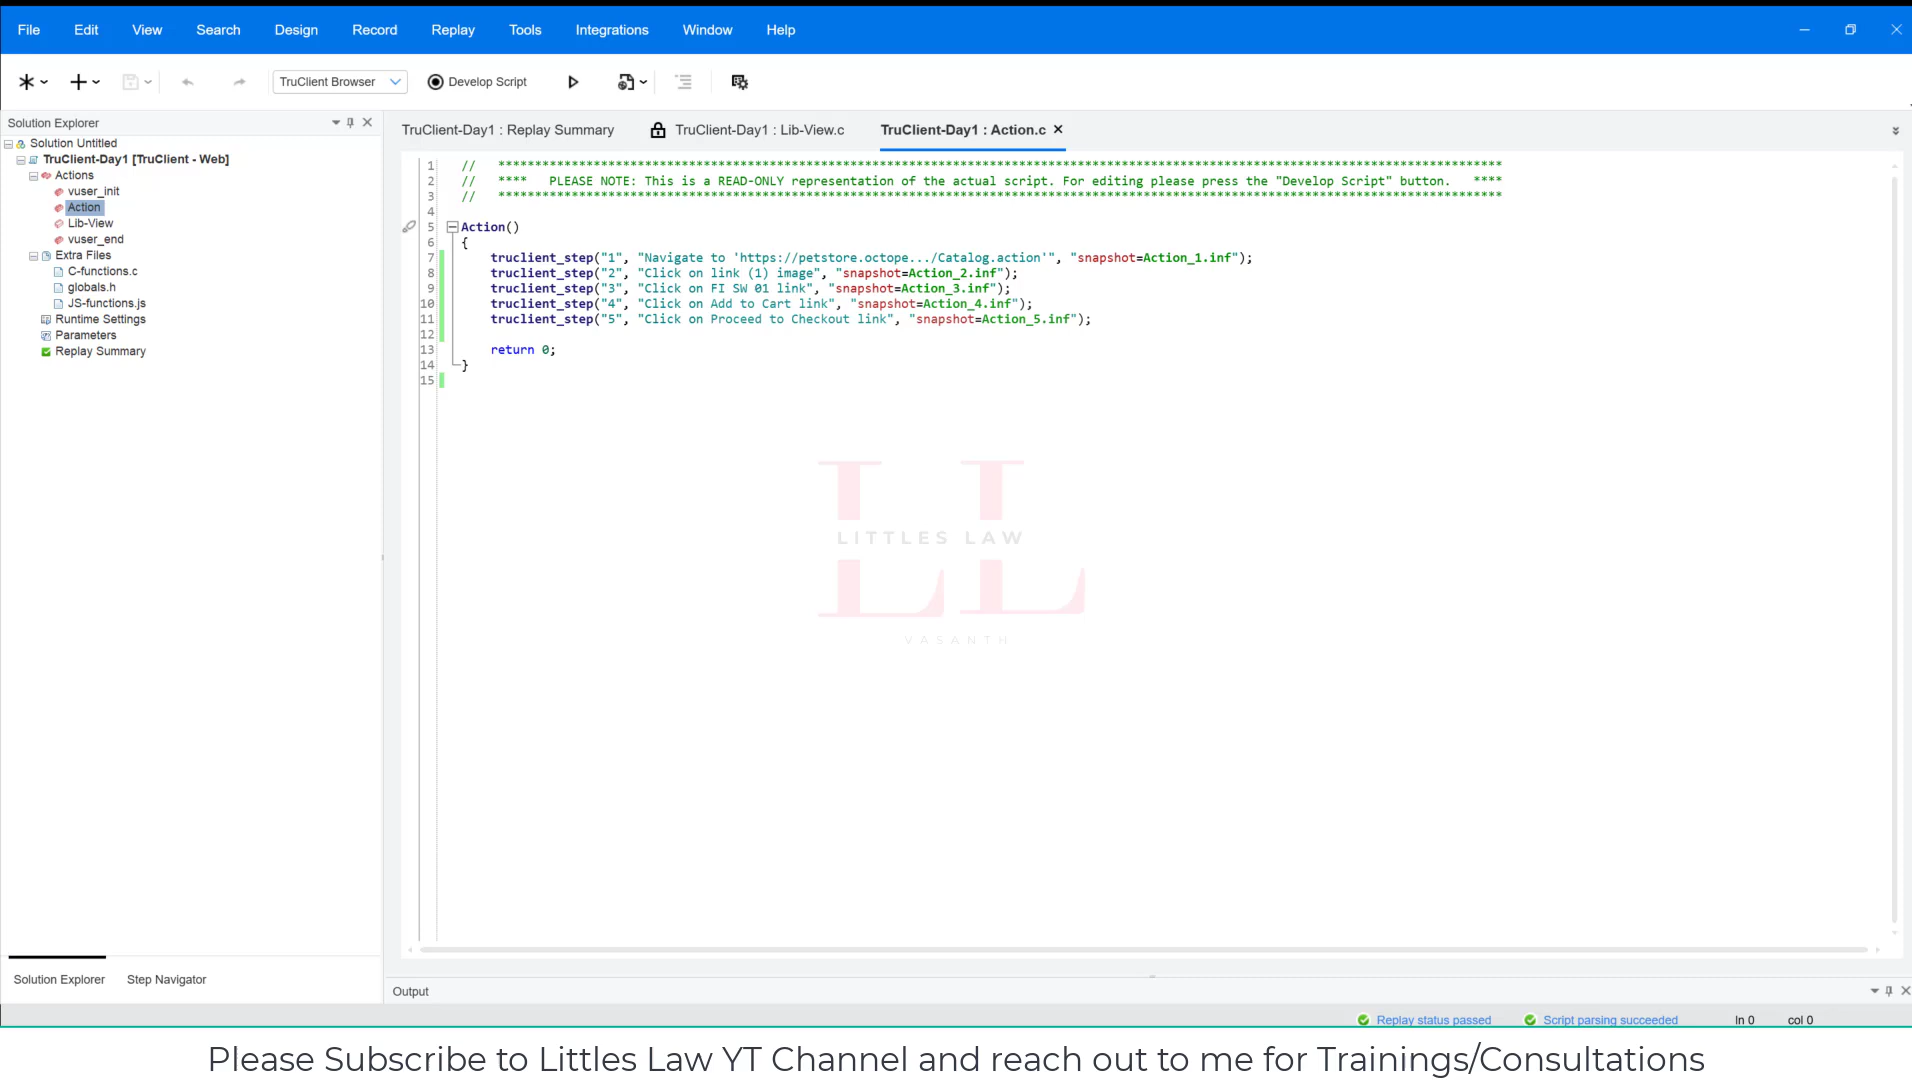 File Edit View Search Design Record Replay Tools Integrations Window Help
TruClient Browser Develop Script
Solution Explorer
Solution Untitled
TruClient-Day1 [TruClient - Web]
Actions
vuser_init
Action
Lib-View
vuser_end
Extra Files
C-functions.c
globals.h
JS-functions.js
Runtime Settings
Parameters
Replay Summary
Solution Explorer Step Navigator
TruClient-Day1 : Replay Summary TruClient-Day1 : Lib-View.c TruClient-Day1 : Action.c
1 // ****************************************************************************************************************************************
2 // **** PLEASE NOTE: This is a READ-ONLY representation of the actual script. For editing please press the "Develop Script" button. ****
3 // ****************************************************************************************************************************************
4
5 Action()
6 {
7 truclient_step("1", "Navigate to 'https://petstore.octope.../Catalog.action'", "snapshot=Action_1.inf");
8 truclient_step("2", "Click on link (1) image", "snapshot=Action_2.inf");
9 truclient_step("3", "Click on FI SW 01 link", "snapshot=Action_3.inf");
10 truclient_step("4", "Click on Add to Cart link", "snapshot=Action_4.inf");
11 truclient_step("5", "Click on Proceed to Checkout link", "snapshot=Action_5.inf");
12
13 return 0;
14 }
15
LL
LITTLES LAW
VASANTH
Output
Replay status passed Script parsing succeeded ln 0 col 0
Please Subscribe to Littles Law YT Channel and reach out to me for Trainings/Consultations